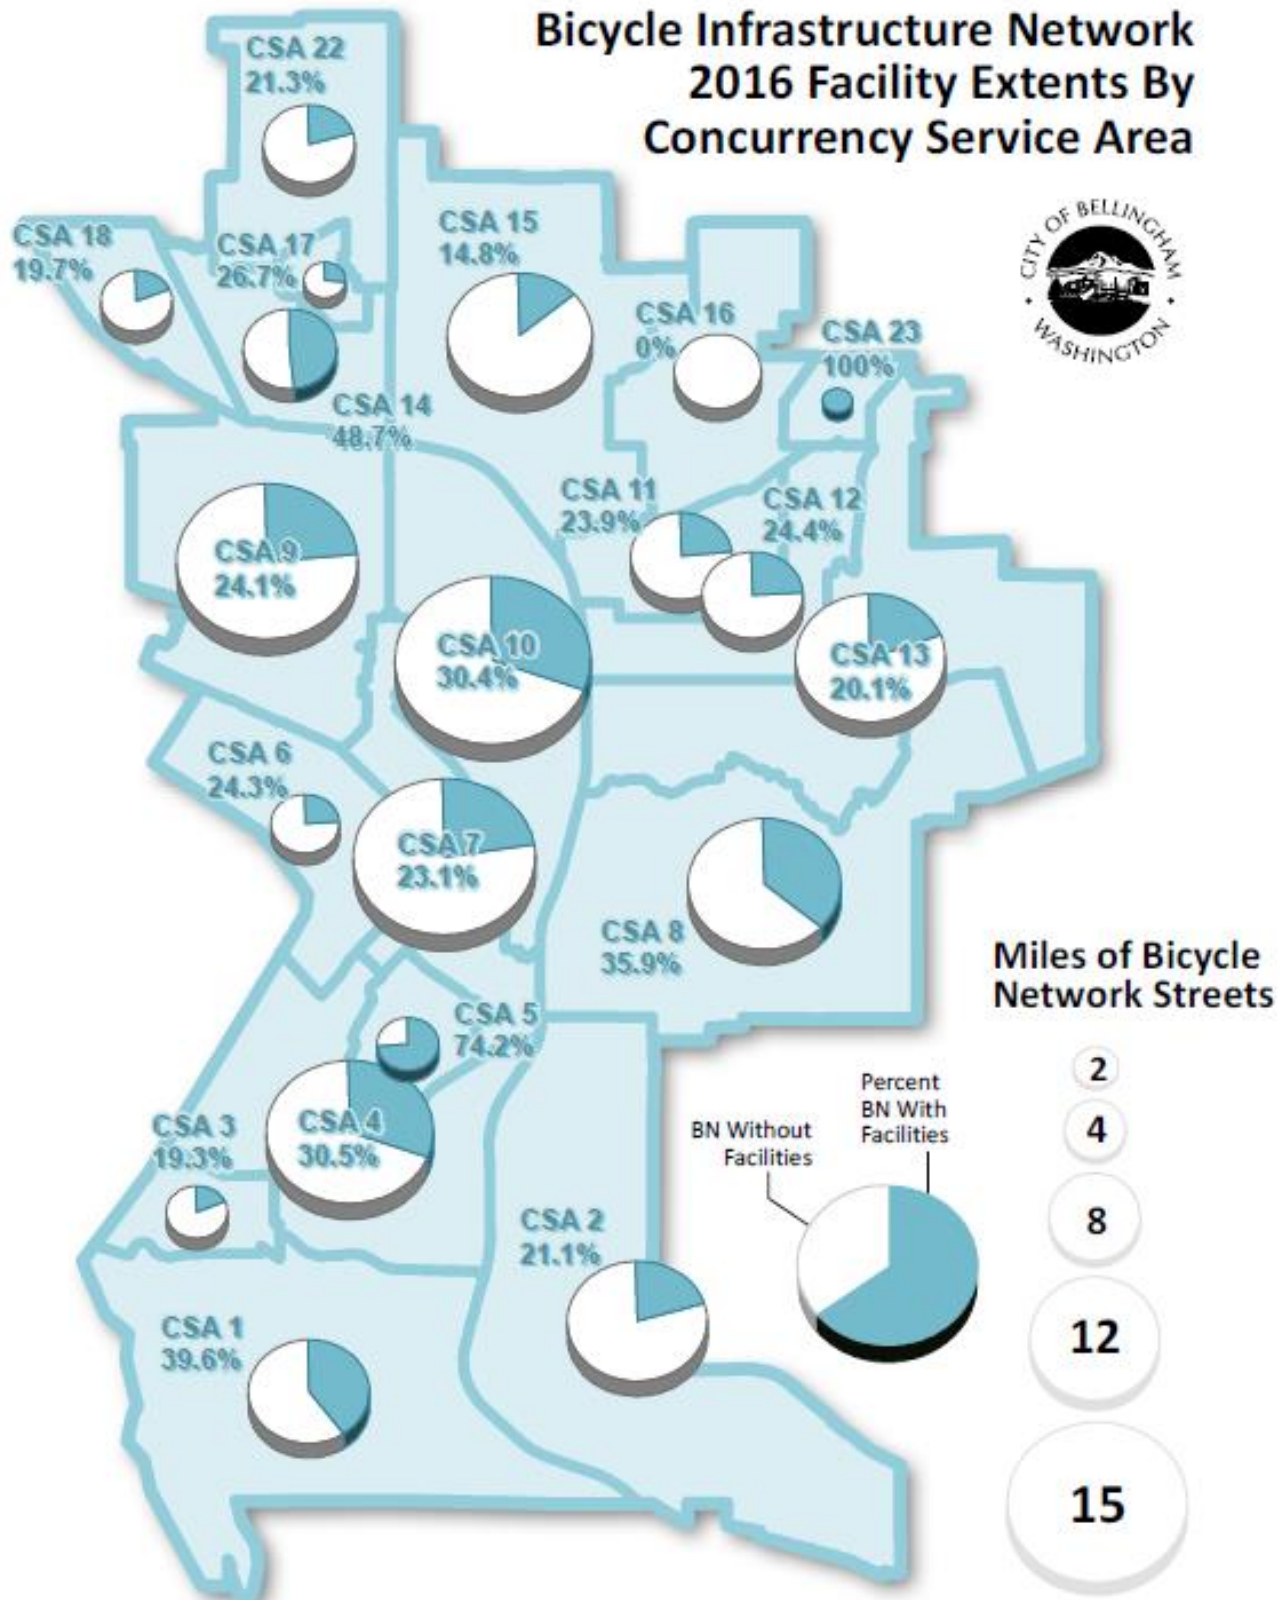 Bicycle Infrastructure Network
2016 Facility Extents By
Concurrency Service Area
CITY OF BELLINGHAM
WASHINGTON
CSA 22
21.3%
CSA 18
19.7%
CSA 17
26.7%
CSA 15
14.8%
CSA 16
0%
CSA 23
100%
CSA 14
48.7%
CSA 11
23.9%
CSA 12
24.4%
CSA 9
24.1%
CSA 10
30.4%
CSA 13
20.1%
CSA 6
24.3%
CSA 7
23.1%
CSA 8
35.9%
CSA 5
74.2%
CSA 4
30.5%
CSA 3
19.3%
CSA 2
21.1%
CSA 1
39.6%
Miles of Bicycle
Network Streets
2
4
8
12
15
BN Without
Facilities
Percent
BN With
Facilities